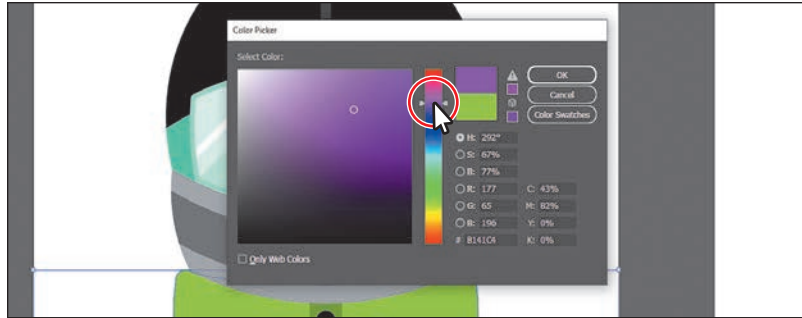 Color Picker
Select Color:
OK
Cancel
Color Swatches
H: 292°
S: 67%
B: 77%
R: 177 C: 43%
G: 65 M: 82%
B: 196 Y: 0%
# B141C4 K: 0%
Only Web Colors